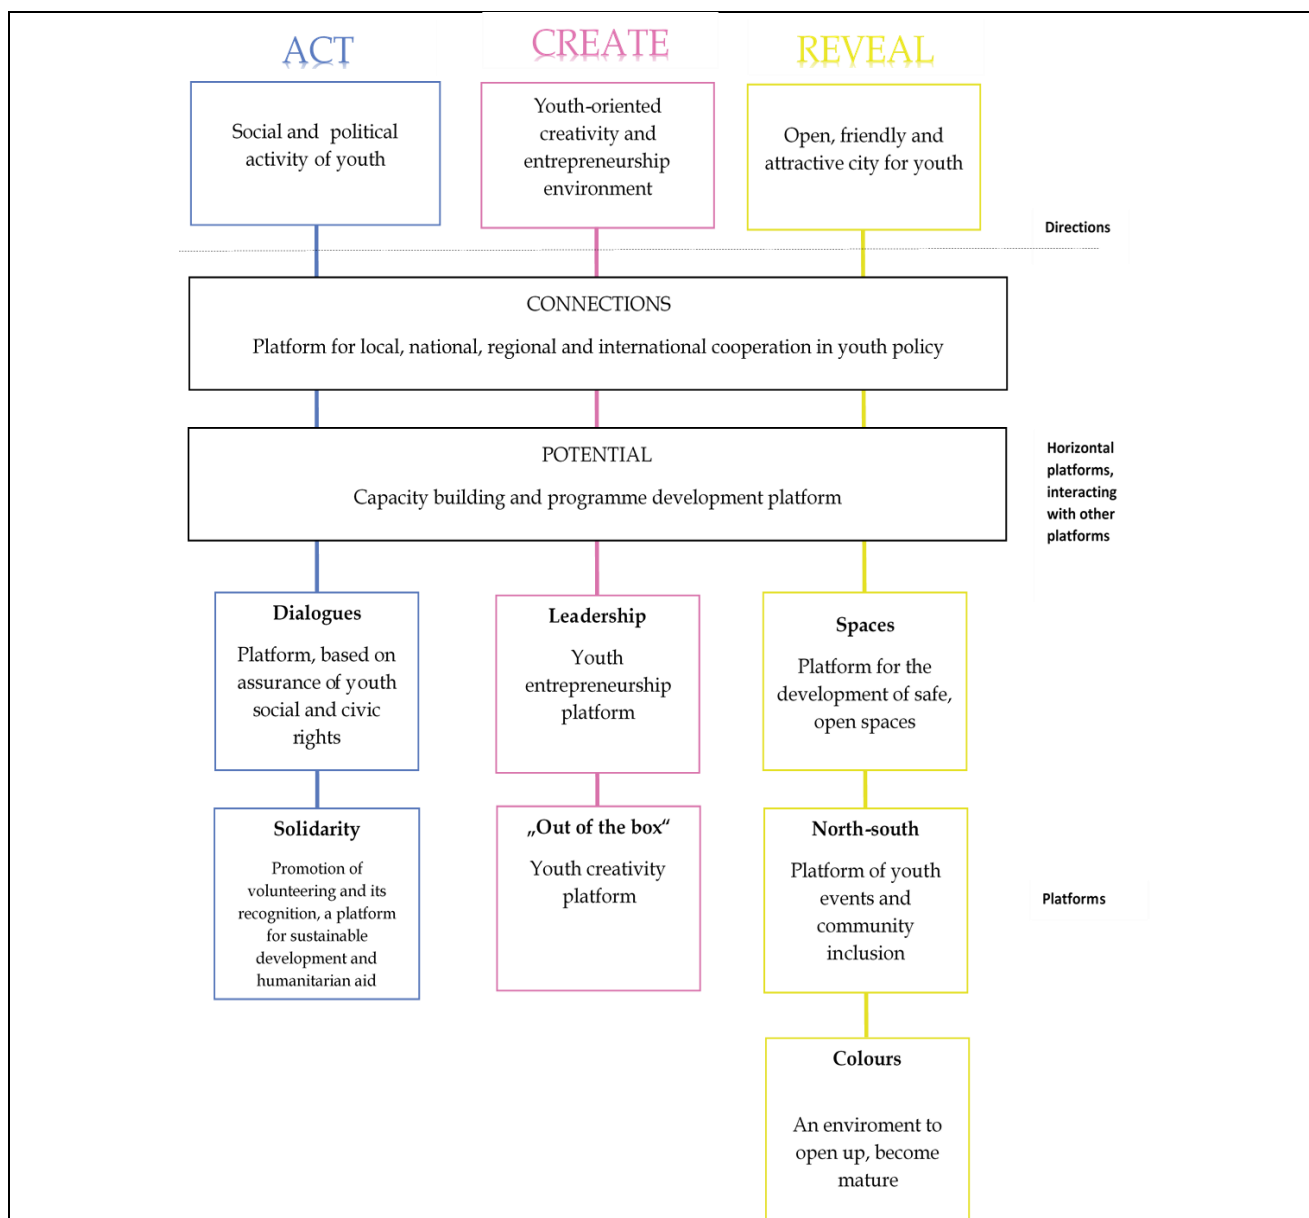 ACT
CREATE
REVEAL
Social and political
activity of youth
Youth-oriented
creativity and
entrepreneurship
environment
Open, friendly and
attractive city for youth
Directions
CONNECTIONS
Platform for local, national, regional and international cooperation in youth policy
POTENTIAL
Capacity building and programme development platform
Horizontal
platforms,
interacting
with other
platforms
Dialogues
Platform, based on
assurance of youth
social and civic
rights
Leadership
Youth
entrepreneurship
platform
Spaces
Platform for the
development of safe,
open spaces
Solidarity
Promotion of
volunteering and its
recognition, a platform
for sustainable
development and
humanitarian aid
„Out of the box“
Youth creativity
platform
North-south
Platform of youth
events and
community
inclusion
Platforms
Colours
An enviroment to
open up, become
mature